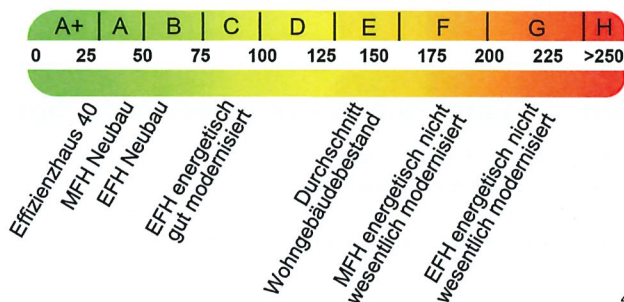 A+ A B C D E F G H
0 25 50 75 100 125 150 175 200 225 >250
Effizienzhaus 40
MFH Neubau
EFH Neubau
EFH energetisch
gut modernisiert
Durchschnitt
Wohngebäudebestand
MFH energetisch nicht
wesentlich modernisiert
EFH energetisch nicht
wesentlich modernisiert